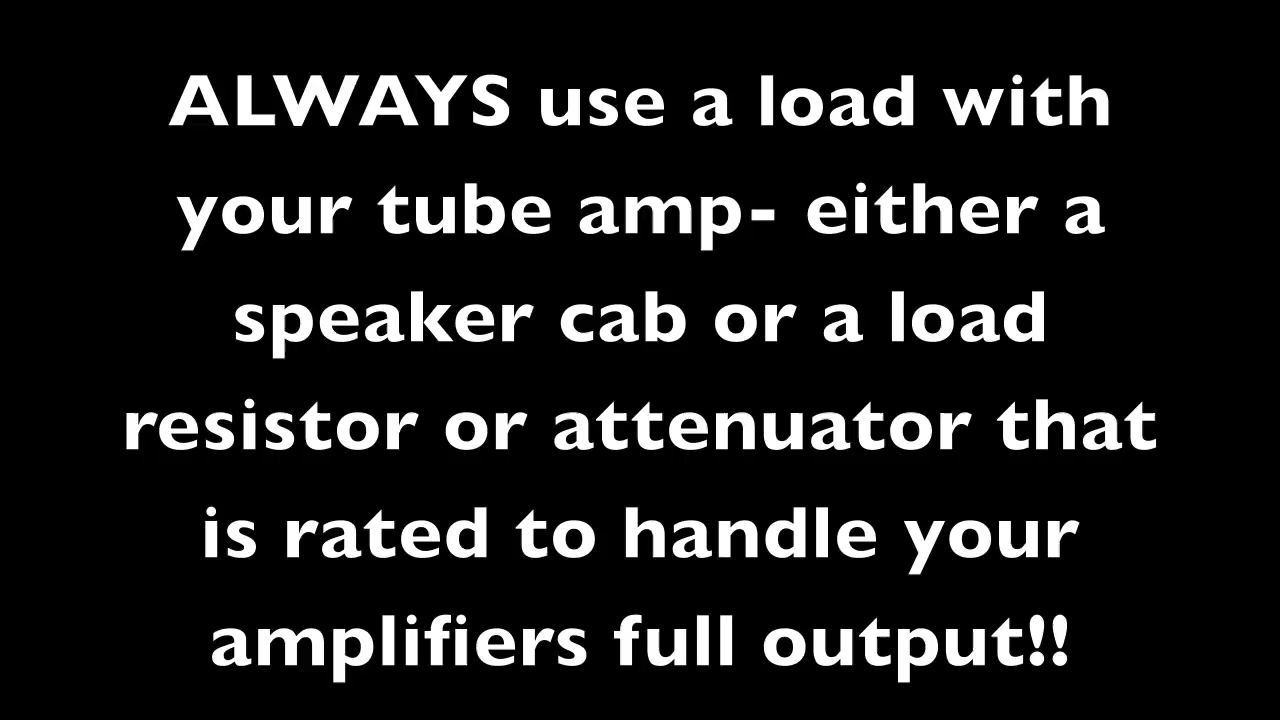 ALWAYS use a load with
your tube amp- either a
speaker cab or a load
resistor or attenuator that
is rated to handle your
amplifiers full output!!